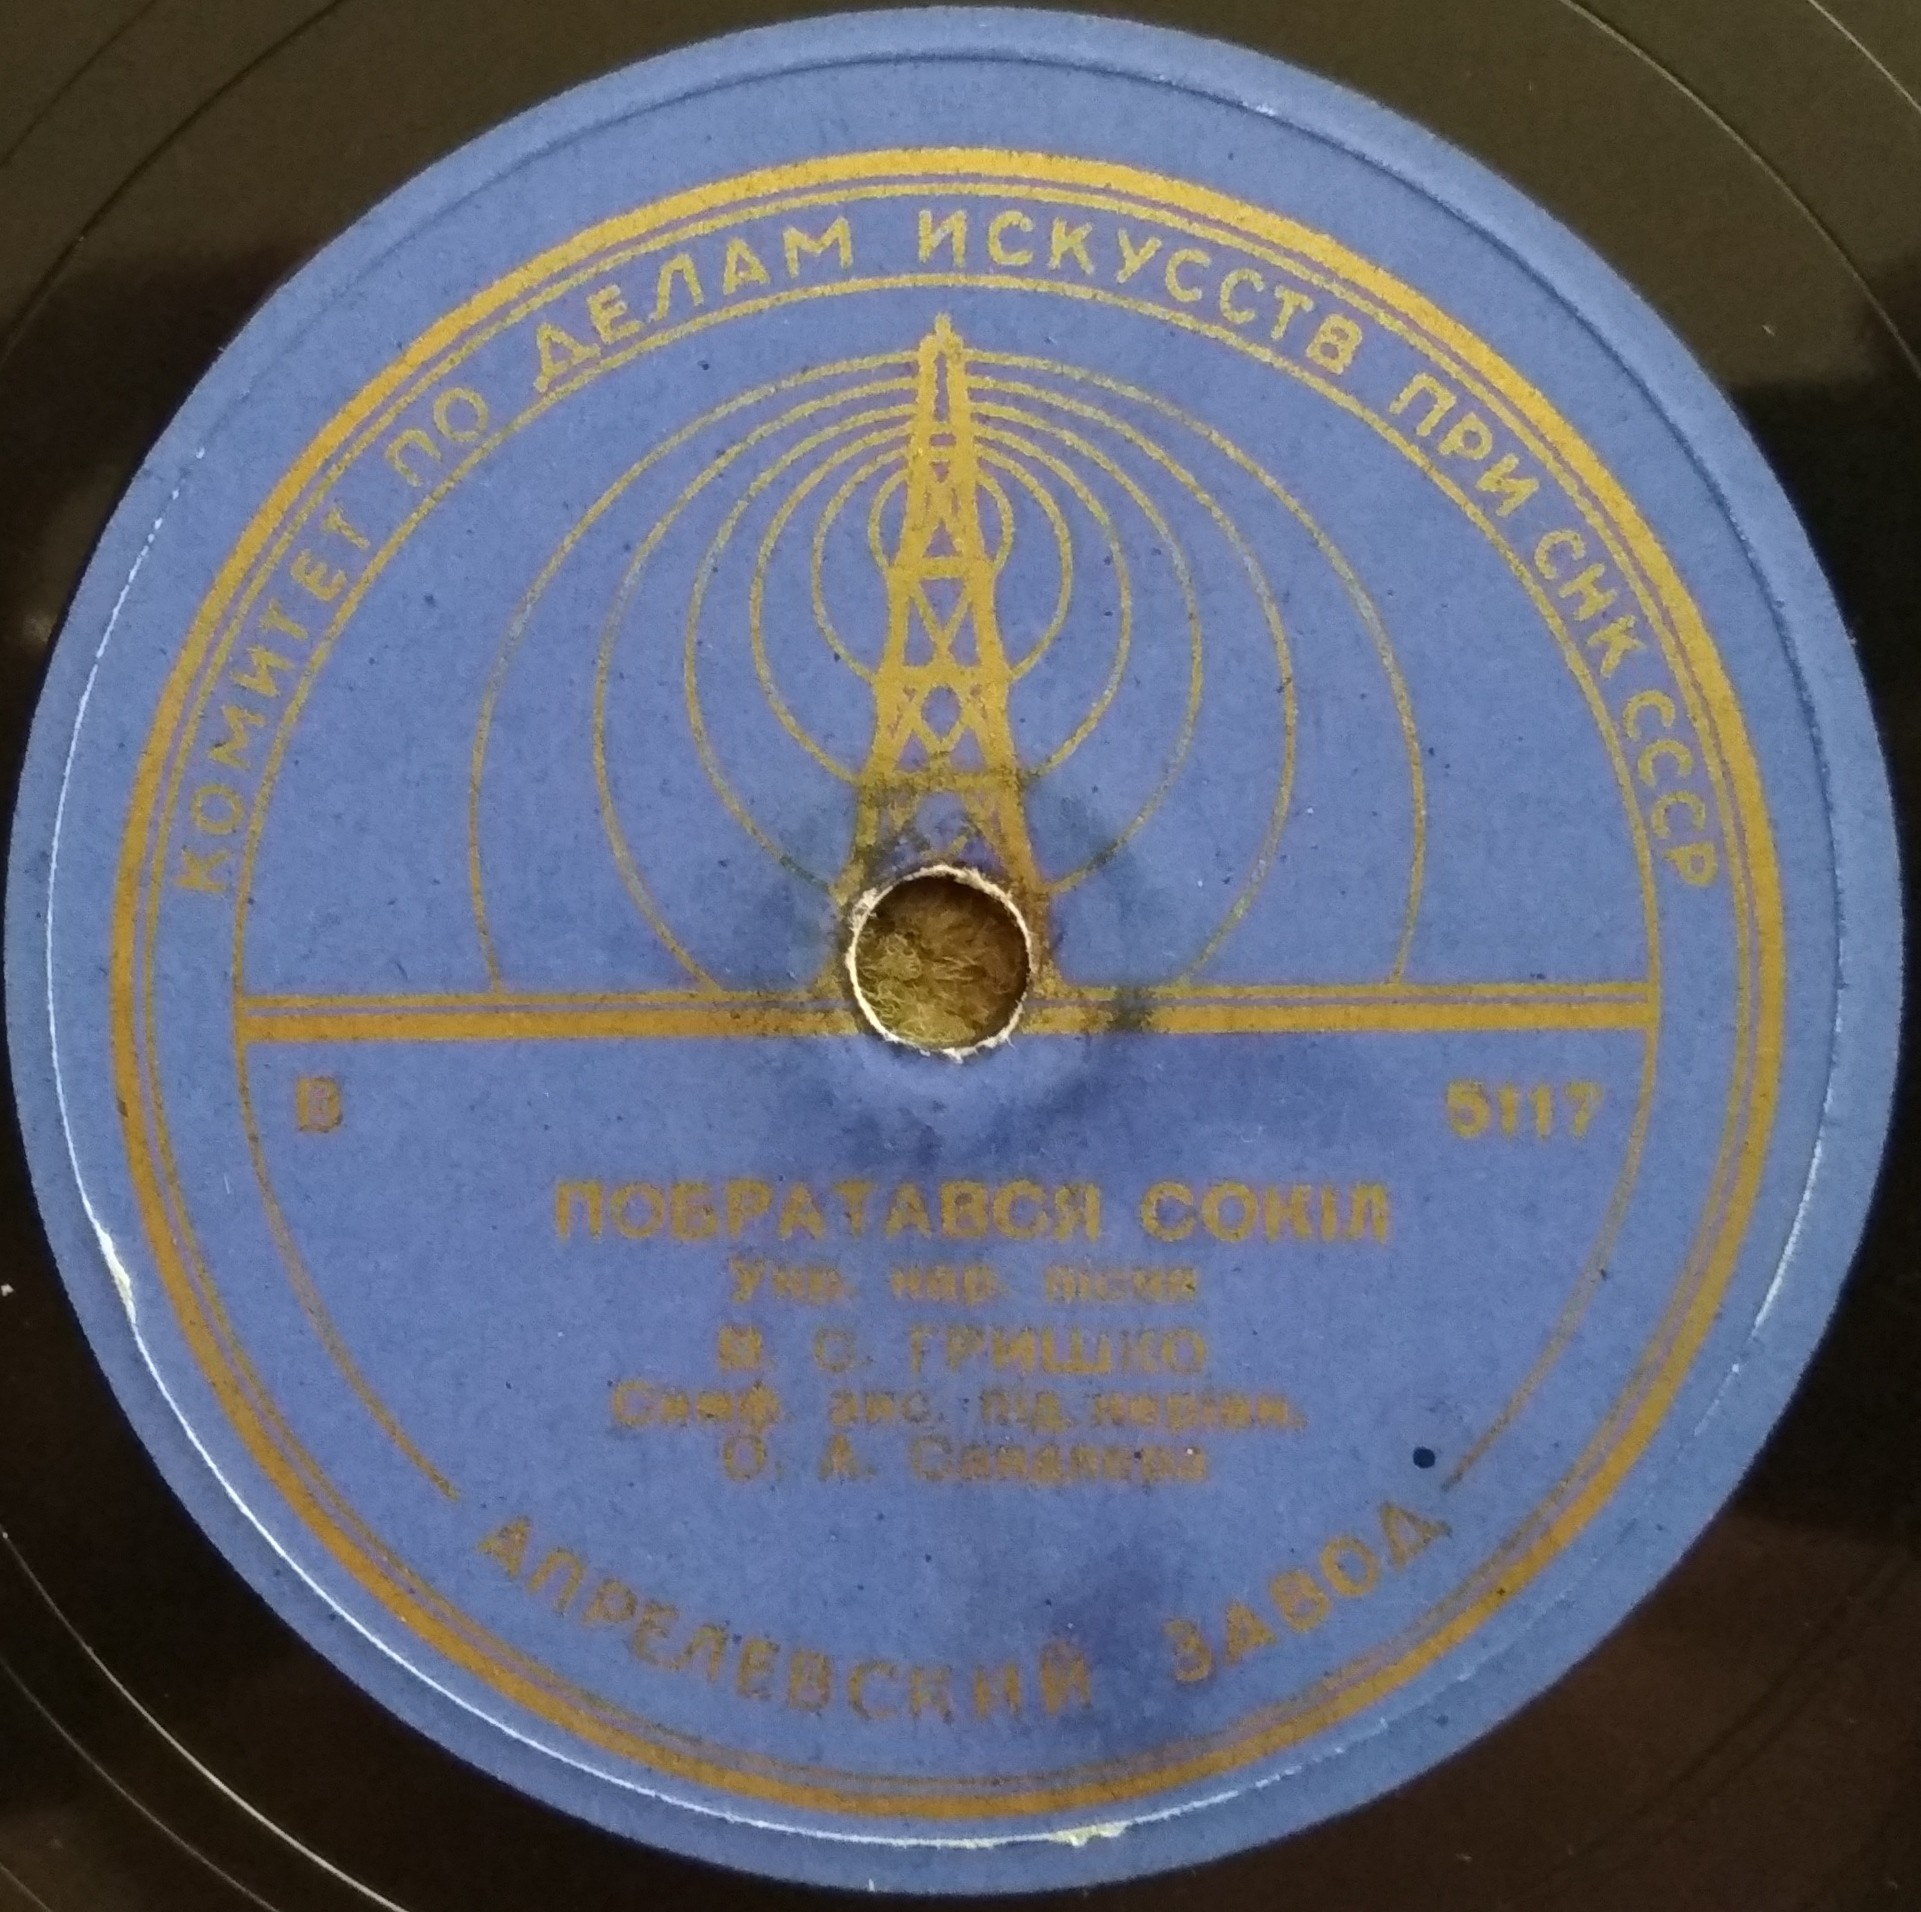 КОМИТЕТ ПО ДЕЛАМ ИСКУССТВ ПРИ СНК СССР
В 5117
ПОБРАТАВСЯ СОКІЛ
Укр. нар. пісня
М. С. ГРИШКО
Симф. анс. під керівн.
О. А. Сандлера
АПРЕЛЕВСКИЙ ЗАВОД